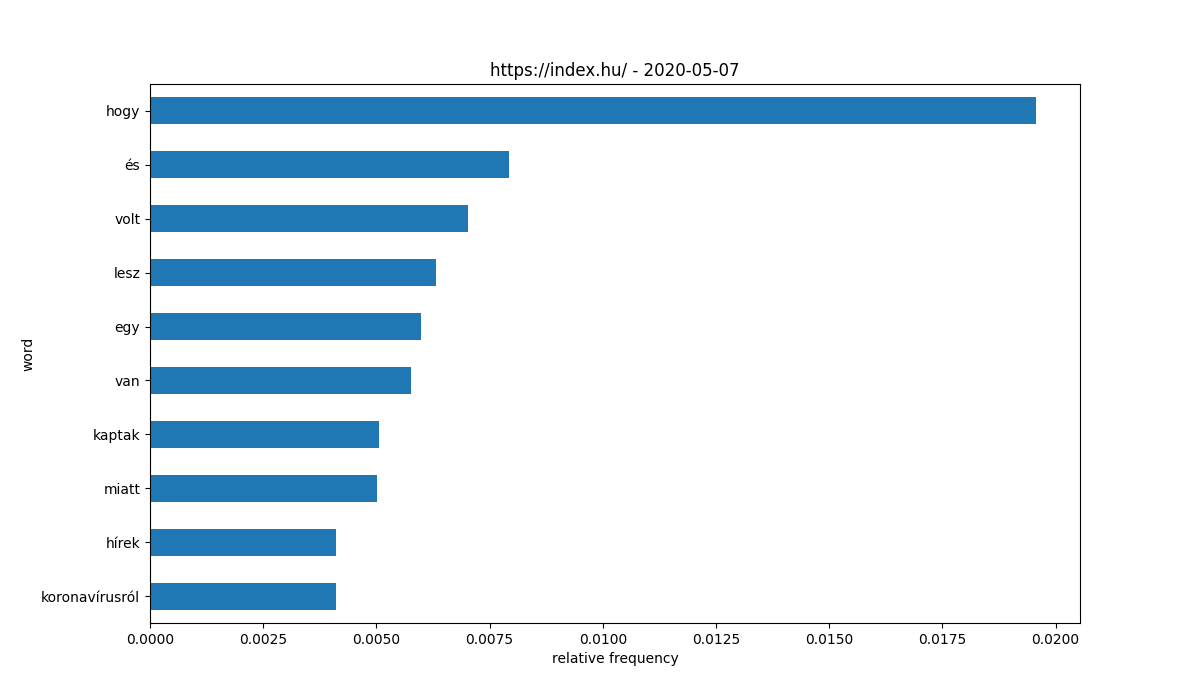 https://index.hu/ - 2020-05-07
word
hogy
és
volt
lesz
egy
van
kaptak
miatt
hírek
koronavírusról
0.0000 0.0025 0.0050 0.0075 0.0100 0.0125 0.0150 0.0175 0.0200
relative frequency